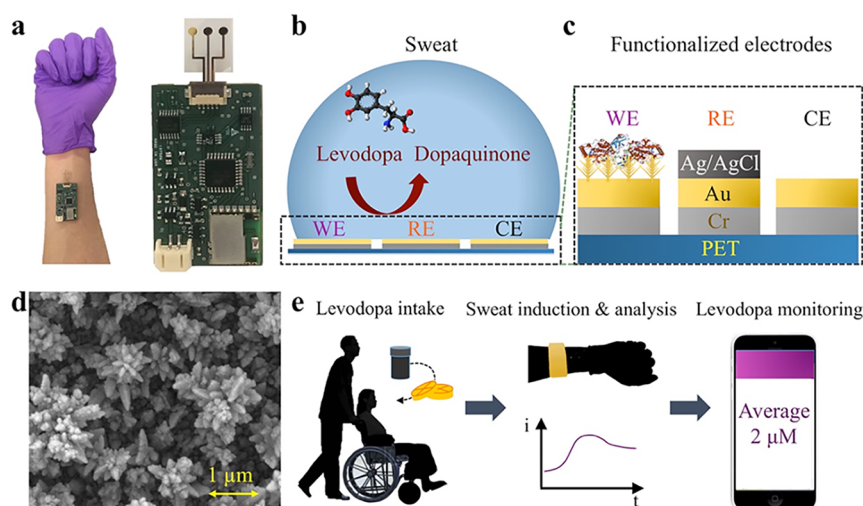 a
b
Sweat
Levodopa Dopaquinone
WE RE CE
c
Functionalized electrodes
WE RE CE
Ag/AgCl
Au
Cr
PET
d
1 µm
e
Levodopa intake
Sweat induction & analysis
i
t
Levodopa monitoring
Average
2 µM